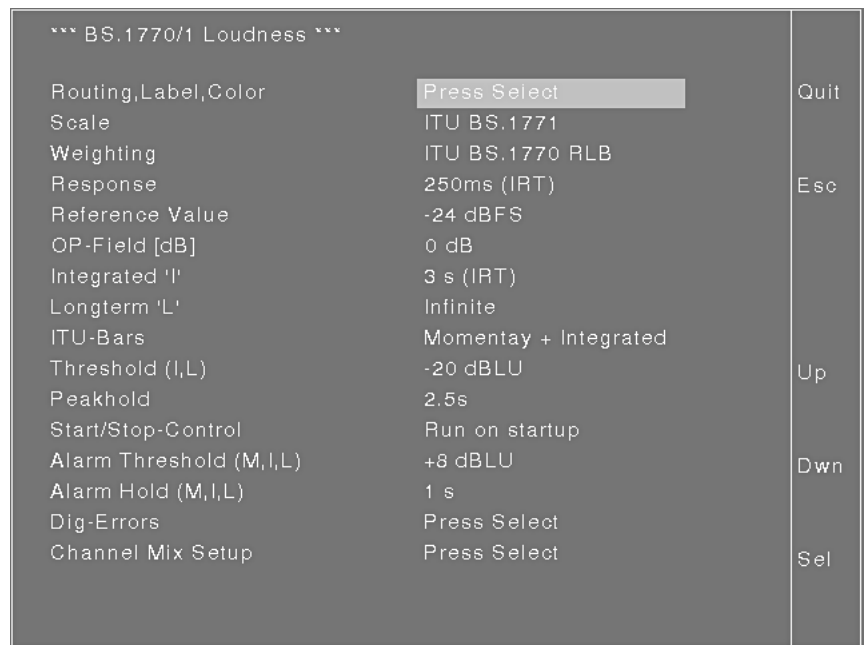 *** BS.1770/1 Loudness ***
Routing,Label,Color Press Select
Scale ITU BS.1771
Weighting ITU BS.1770 RLB
Response 250ms (IRT)
Reference Value -24 dBFS
OP-Field [dB] 0 dB
Integrated 'I' 3 s (IRT)
Longterm 'L' Infinite
ITU-Bars Momentay + Integrated
Threshold (I,L) -20 dBLU
Peakhold 2.5s
Start/Stop-Control Run on startup
Alarm Threshold (M,I,L) +8 dBLU
Alarm Hold (M,I,L) 1 s
Dig-Errors Press Select
Channel Mix Setup Press Select
Quit
Esc
Up
Dwn
Sel